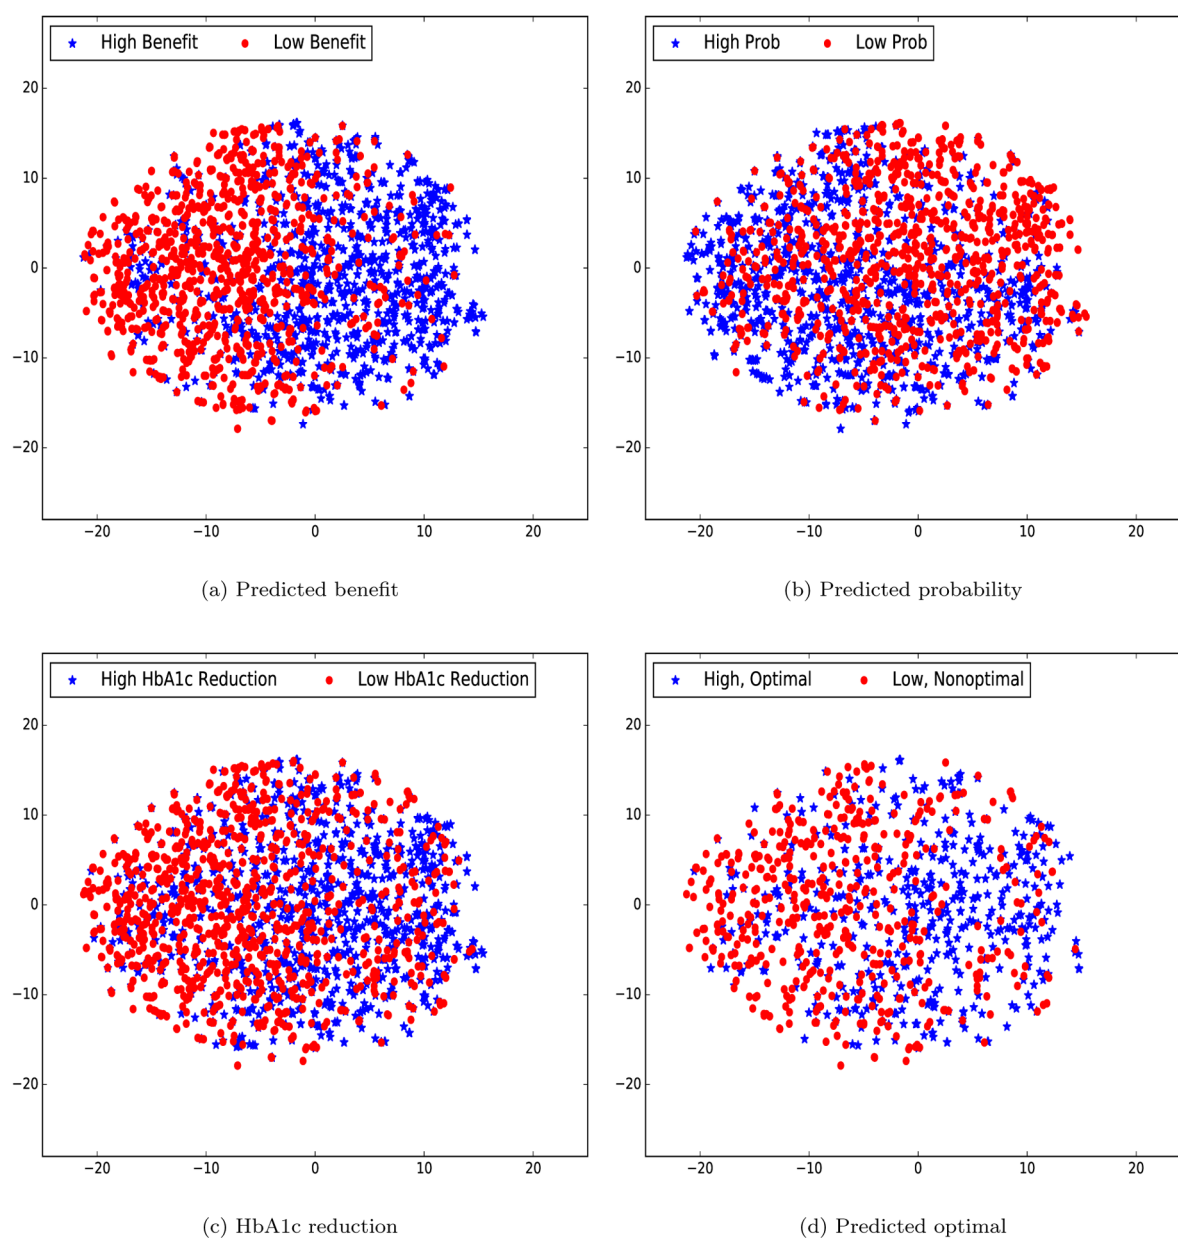 High Benefit Low Benefit
20
10
0
−10
−20
−20 −10 0 10 20
(a) Predicted benefit
High Prob Low Prob
20
10
0
−10
−20
−20 −10 0 10 20
(b) Predicted probability
High HbA1c Reduction Low HbA1c Reduction
20
10
0
−10
−20
−20 −10 0 10 20
(c) HbA1c reduction
High, Optimal Low, Nonoptimal
20
10
0
−10
−20
−20 −10 0 10 20
(d) Predicted optimal